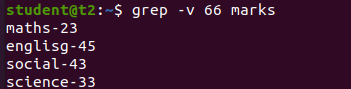 student@t2:~$ grep -v 66 marks
maths-23
englisg-45
social-43
science-33